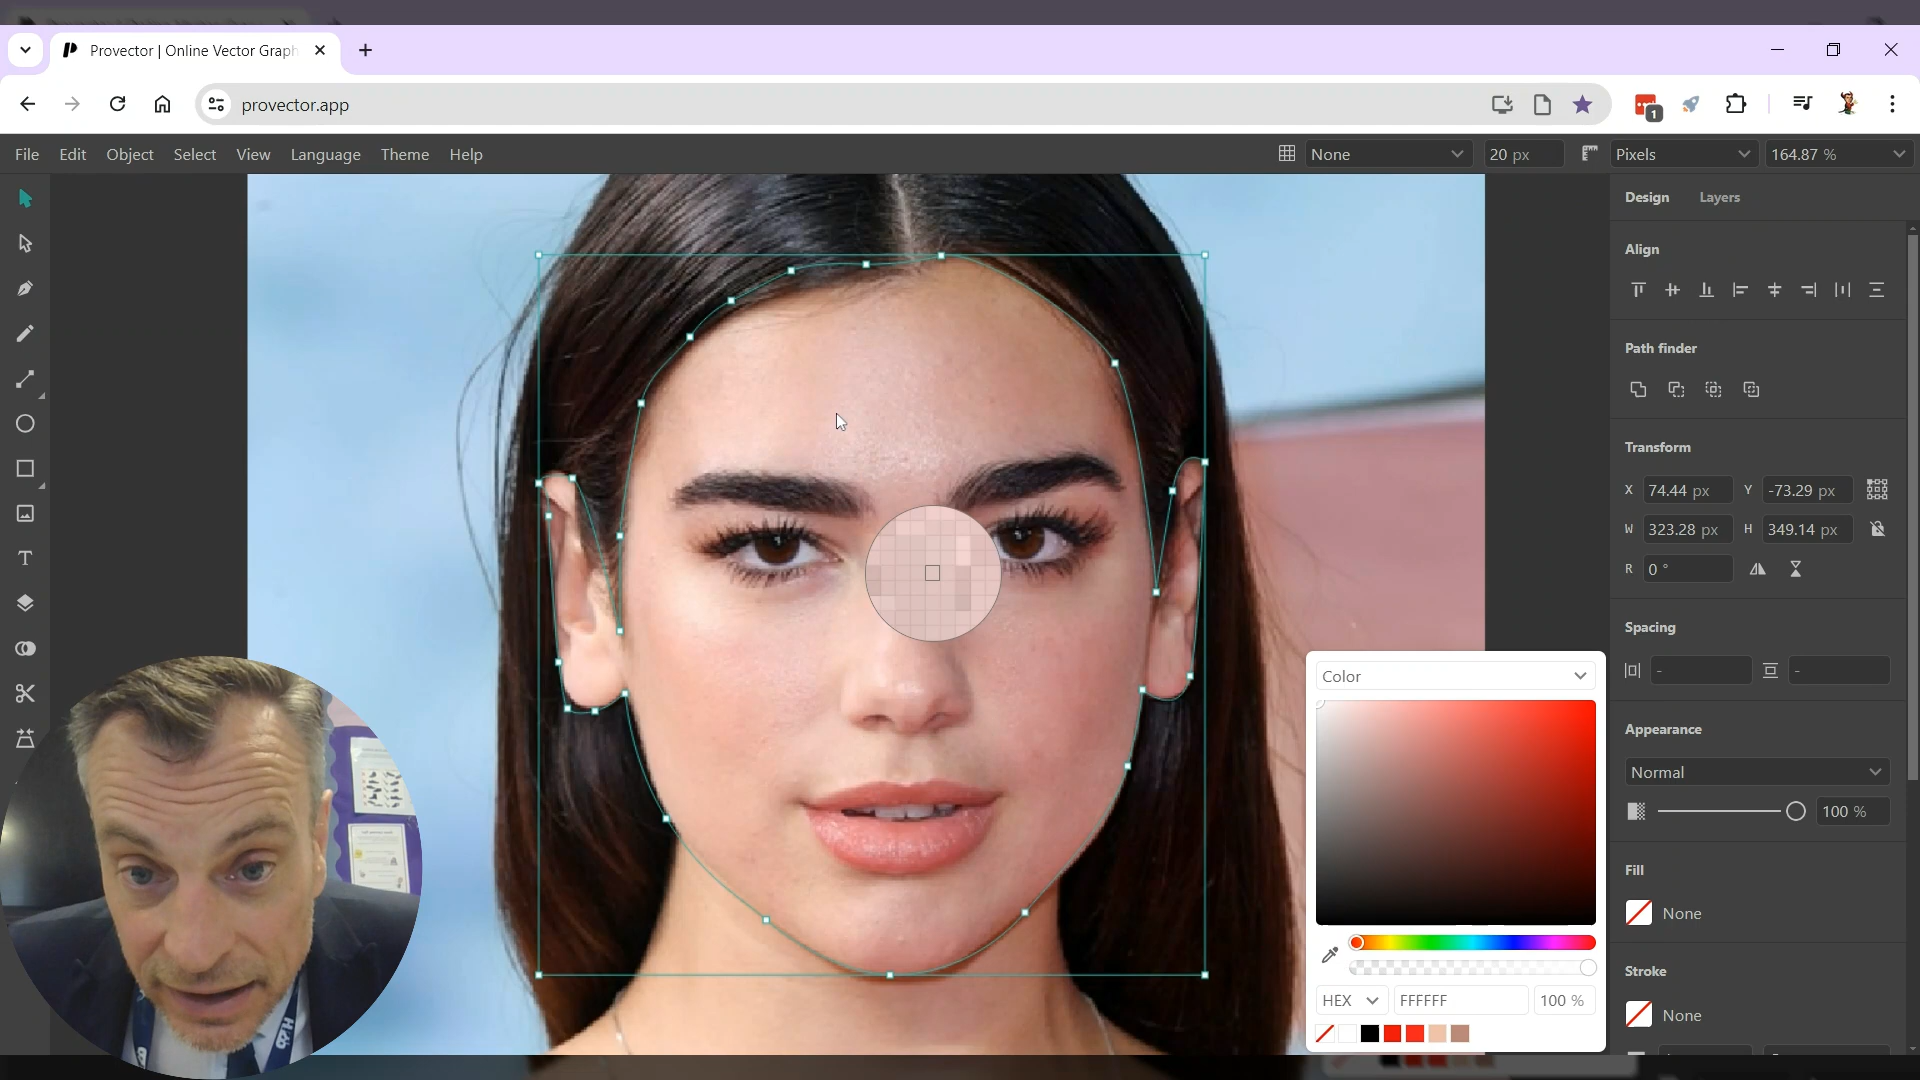 Provector | Online Vector Graph
provector.app
1
File Edit Object Select View Language Theme Help
None 20 px Pixels 164.87 %
Design Layers
Align
Path finder
Transform
X 74.44 px Y -73.29 px
W 323.28 px H 349.14 px
R 0 °
Spacing
- -
Appearance
Normal
100 %
Fill
None
Stroke
None
Color
HEX FFFFFF 100 %